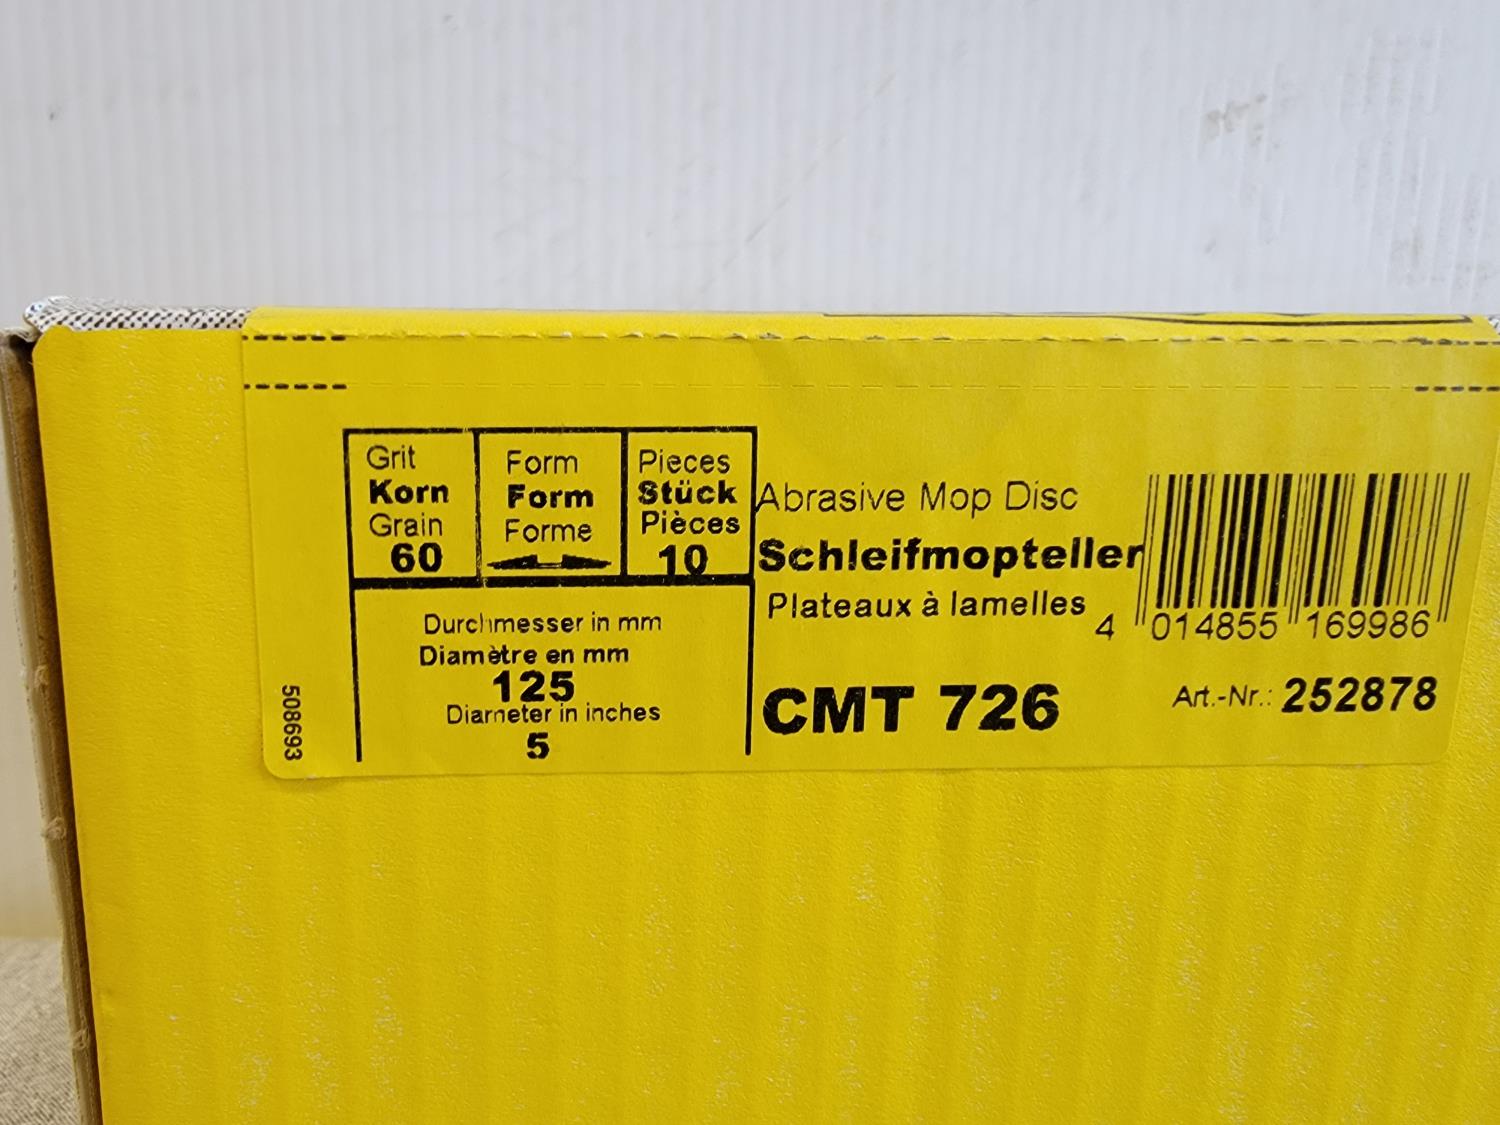 Grit
Korn
Grain
60
Form
Form
Forme
Pieces
Stück
Pièces
10
Durchmesser in mm
Diamètre en mm
125
Diameter in inches
5
508693
Abrasive Mop Disc
Schleifmopteller
Plateaux à lamelles
CMT 726
4 014855 169986
Art.-Nr.: 252878